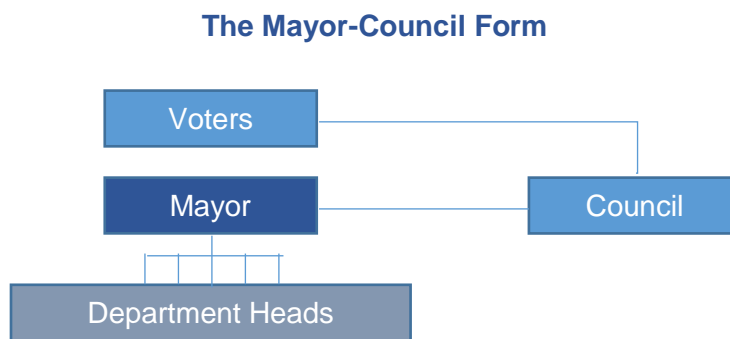 The Mayor-Council Form
Voters
Mayor
Council
Department Heads